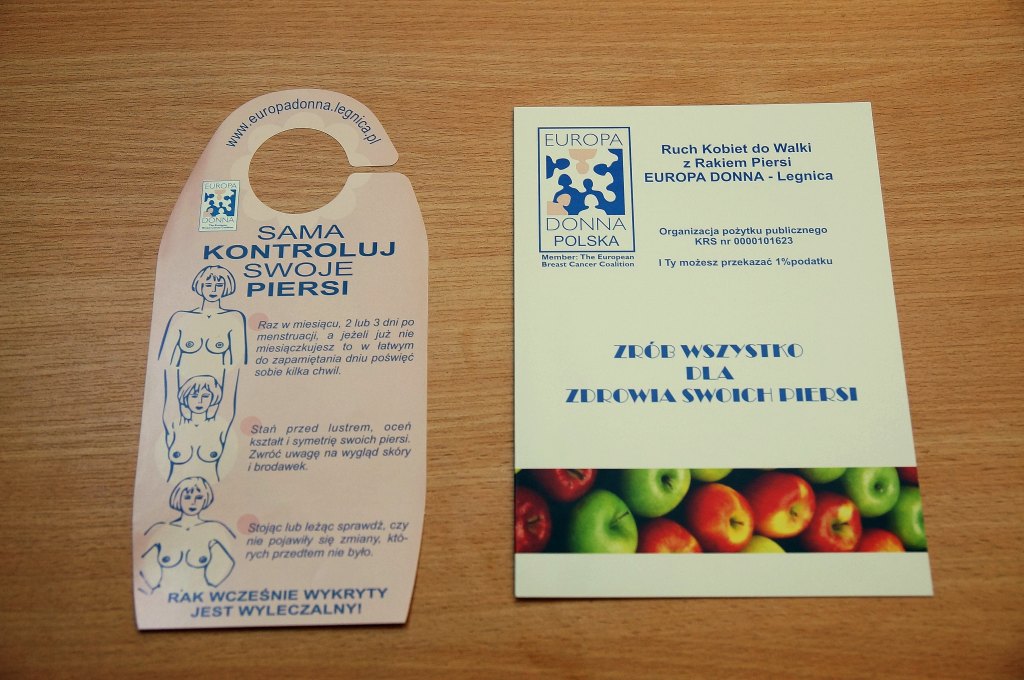 www.europadonna.legnica.pl
EUROPA
DONNA
The European
Breast Cancer Coalition
SAMA
KONTROLUJ
SWOJE
PIERSI
Raz w miesiącu, 2 lub 3 dni po
menstruacji, a jeżeli już nie
miesiączkujesz to w łatwym
do zapamiętania dniu poświęć
sobie kilka chwil.
Stań przed lustrem, oceń
kształt i symetrię swoich piersi.
Zwróć uwagę na wygląd skóry
i brodawek.
Stojąc lub leżąc sprawdź, czy
nie pojawiły się zmiany, któ-
rych przedtem nie było.
RAK WCZEŚNIE WYKRYTY
JEST WYLECZALNY!
EUROPA
DONNA
POLSKA
Member: The European
Breast Cancer Coalition
Ruch Kobiet do Walki
z Rakiem Piersi
EUROPA DONNA - Legnica
Organizacja pożytku publicznego
KRS nr 0000101623
I Ty możesz przekazać 1%podatku
ZRÓB WSZYSTKO
DLA
ZDROWIA SWOICH PIERSI